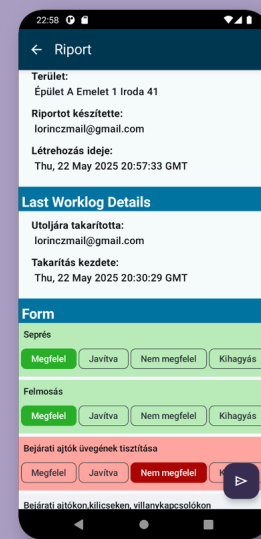 22:58
← Riport
Terület:
Épület A Emelet 1 Iroda 41
Riportot készítette:
lorinczmail@gmail.com
Létrehozás ideje:
Thu, 22 May 2025 20:57:33 GMT
Last Worklog Details
Utoljára takarította:
lorinczmail@gmail.com
Takarítás kezdete:
Thu, 22 May 2025 20:30:29 GMT
Form
Seprés
Megfelel Javítva Nem megfelel Kihagyás
Felmosás
Megfelel Javítva Nem megfelel Kihagyás
Bejárati ajtók üvegének tisztítása
Megfelel Javítva Nem megfelel K
Bejárati ajtókon,kilicseken, villanykapcsolókon